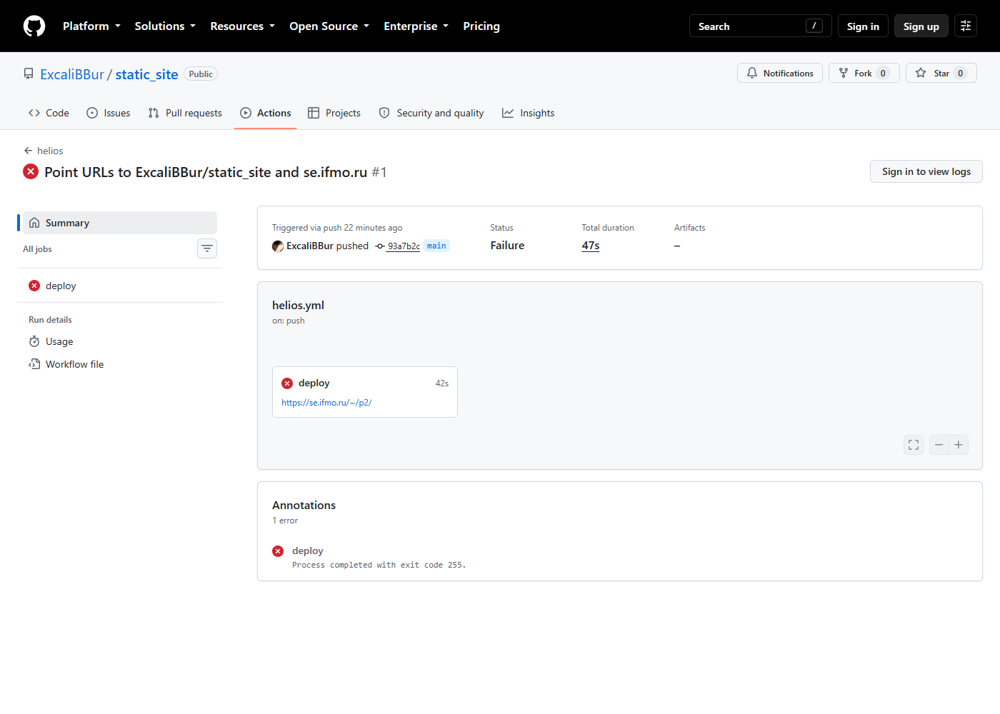 Platform Solutions Resources Open Source Enterprise Pricing Search / Sign in Sign up
ExcaliBBur / static_site Public Notifications Fork 0 Star 0
Code Issues Pull requests Actions Projects Security and quality Insights
helios
Point URLs to ExcaliBBur/static_site and se.ifmo.ru #1
Sign in to view logs
Summary
All jobs
deploy
Run details
Usage
Workflow file
Triggered via push 22 minutes ago
ExcaliBBur pushed 93a7b2c main
Status
Failure
Total duration
47s
Artifacts
–
helios.yml
on: push
deploy 42s
https://se.ifmo.ru/~/p2/
Annotations
1 error
deploy
Process completed with exit code 255.